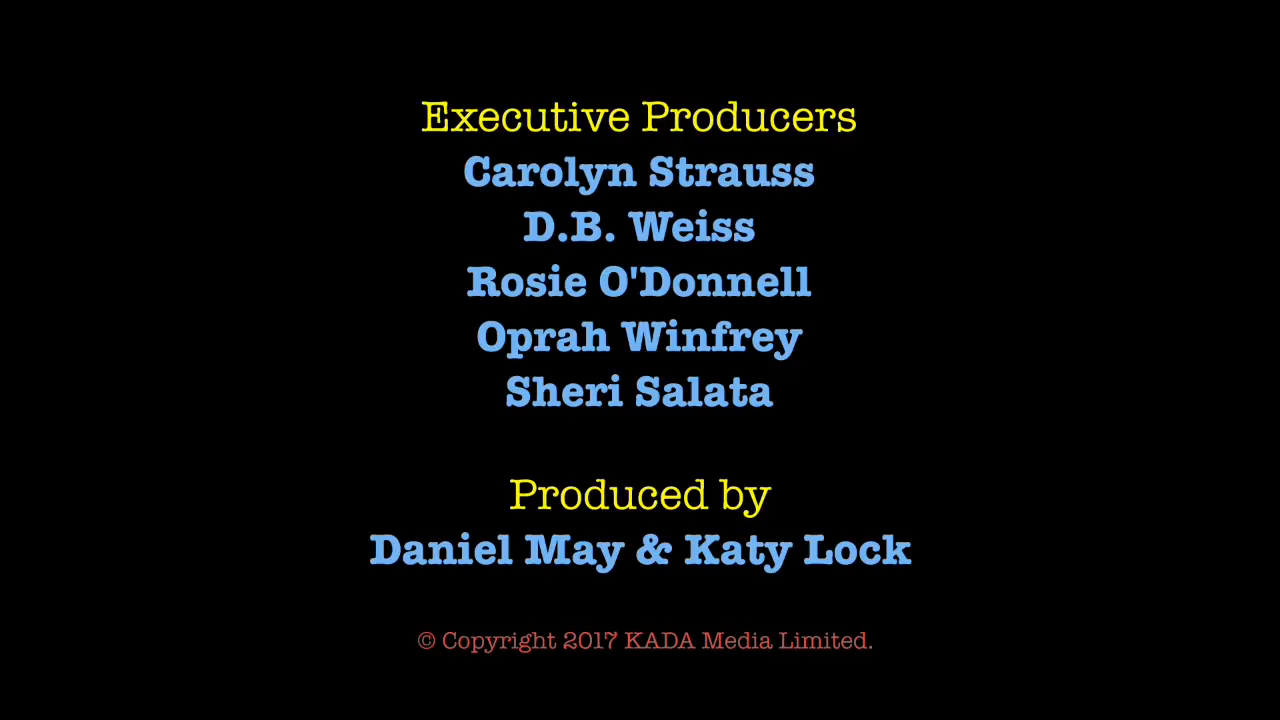 Executive Producers
Carolyn Strauss
D.B. Weiss
Rosie O'Donnell
Oprah Winfrey
Sheri Salata
Produced by
Daniel May & Katy Lock
© Copyright 2017 KADA Media Limited.